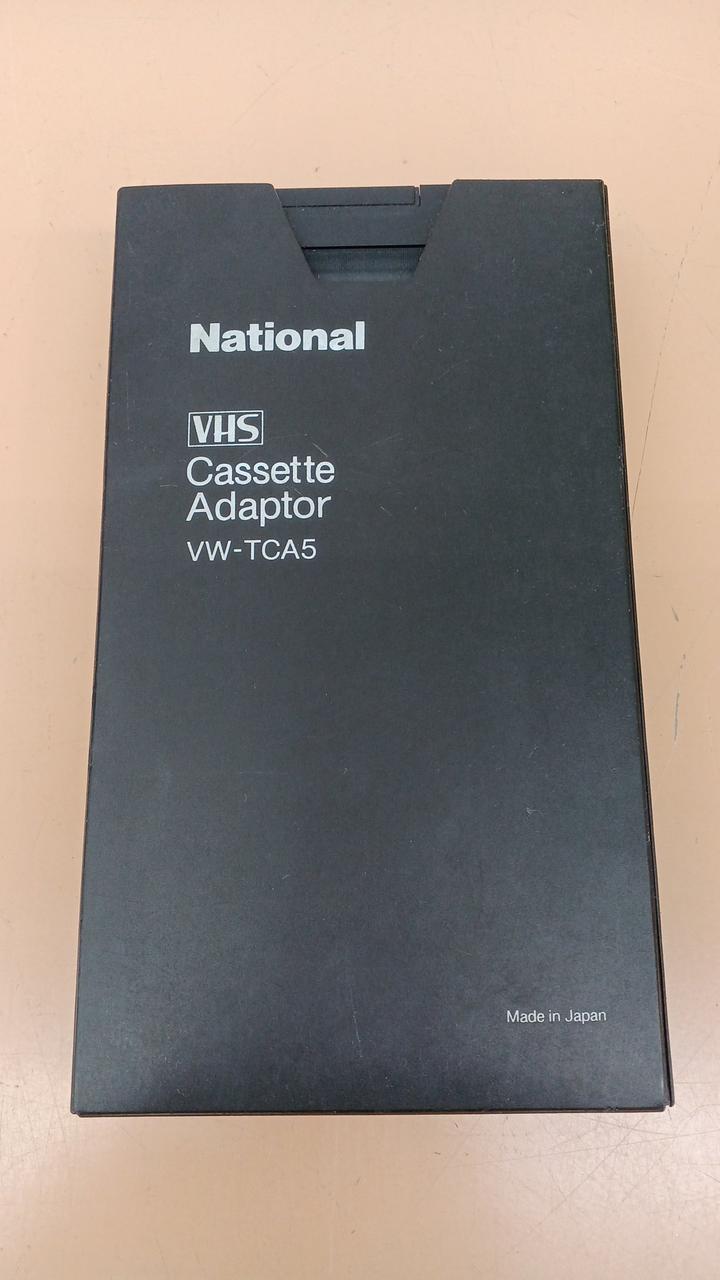 National
VHS
Cassette
Adaptor
VW-TCA5
Made in Japan